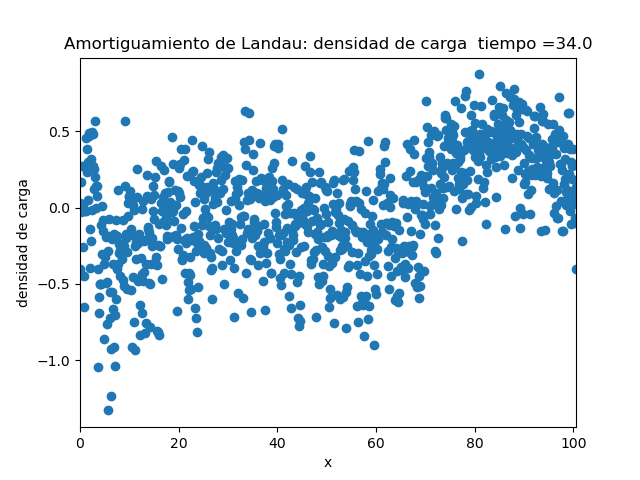 Amortiguamiento de Landau: densidad de carga  tiempo =34.0
densidad de carga
0.5
0.0
−0.5
−1.0
0 20 40 60 80 100
x